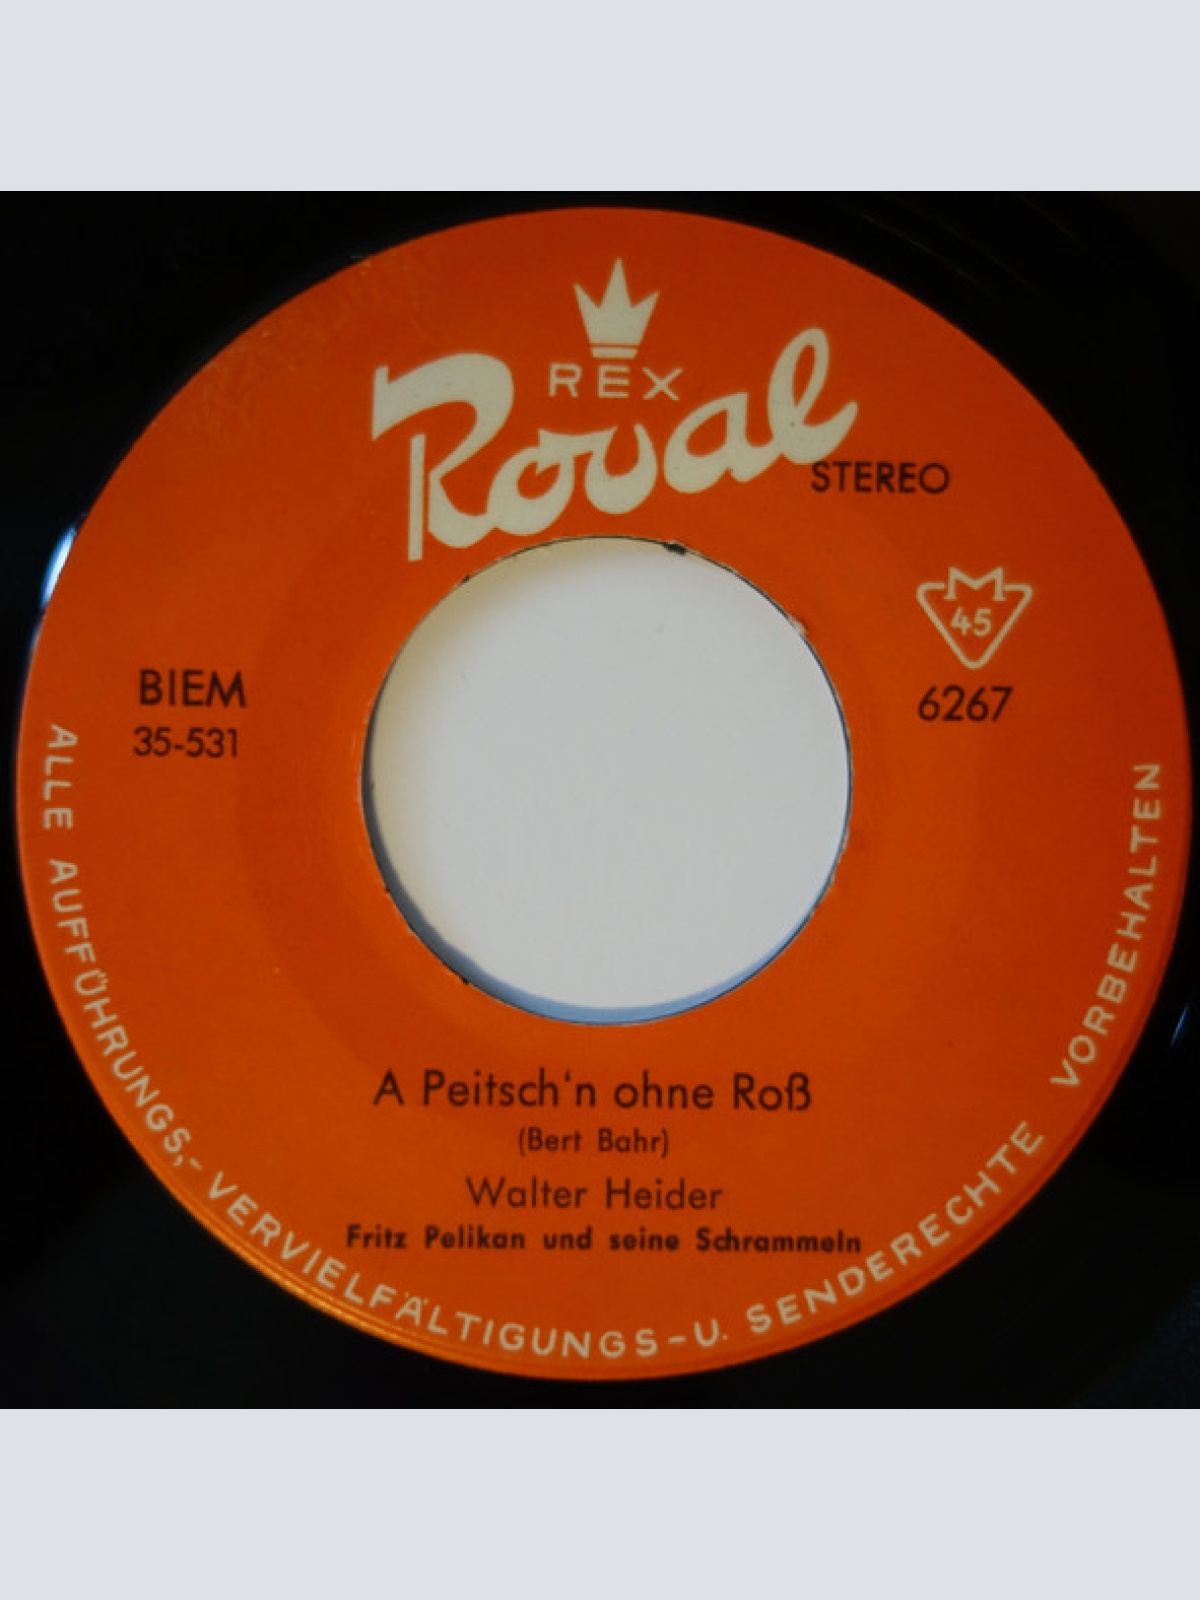 REX
Royal
STEREO
45
BIEM
6267
35-531
A Peitsch'n ohne Roß
(Bert Bahr)
Walter Heider
Fritz Pelikan und seine Schrammeln
ALLE AUFFÜHRUNGS,- VERVIELFÄLTIGUNGS-U. SENDERECHTE VORBEHALTEN